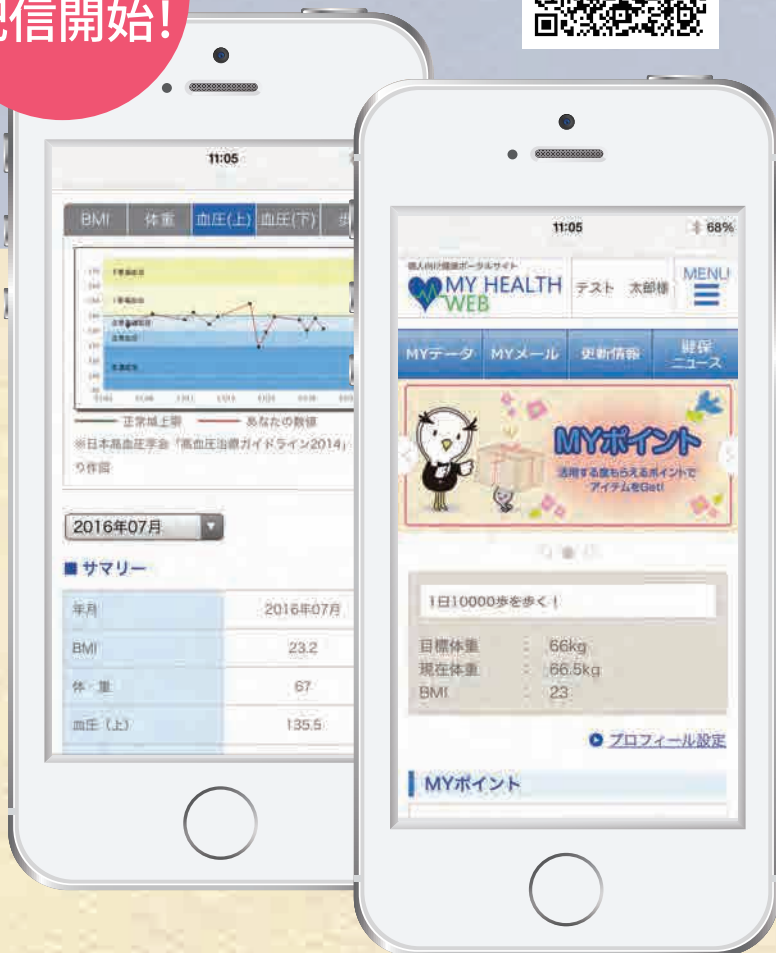 配信開始!
11:05
BMI 体重 血圧(上) 血圧(下) 歩
正常域上限 あなたの数値
※日本高血圧学会「高血圧治療ガイドライン2014」
り作図
2016年07月
■ サマリー
年月 2016年07月
BMI 23.2
体 重 67
血圧（上） 135.5
11:05 68%
個人向け健康ポータルサイト
MY HEALTH WEB
テスト 太郎様
MENU
MYデータ MYメール 更新情報 健保ニュース
MYポイント
活用する度もらえるポイントで
アイテムをGet!
1日10000歩を歩く!
目標体重 : 66kg
現在体重 : 66.5kg
BMI : 23
プロフィール設定
MYポイント